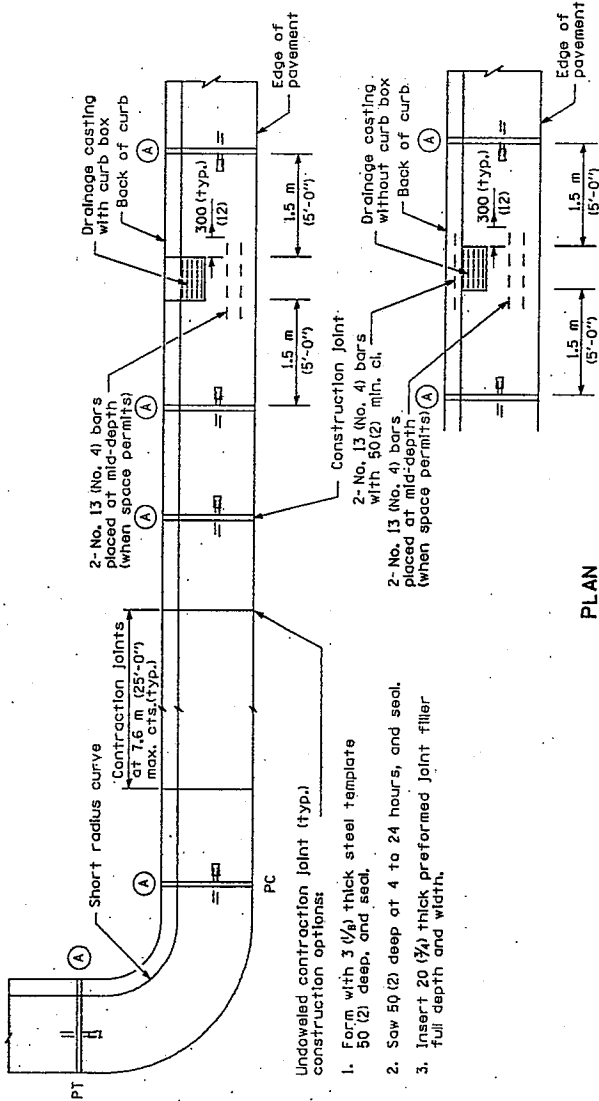 PT
A
Short radius curve
Contraction joints
at 7.6 m (25'-0")
max. cts.(typ.)
A
PC
2- No. 13 (No. 4) bars
placed at mid-depth
(when space permits)
A
A
Drainage casting
with curb box
Back of curb
A
300 (typ.)
(12)
Edge of
pavement
1.5 m
(5'-0")
1.5 m
(5'-0")
Construction joint
Undoweled contraction joint (typ.)
construction options:
1. Form with 3 (1/8) thick steel template
50 (2) deep, and seal.
2. Saw 50 (2) deep at 4 to 24 hours, and seal.
3. Insert 20 (3/4) thick preformed joint filler
full depth and width.
2- No. 13 (No. 4) bars
with 50 (2) min. cl.
2- No. 13 (No. 4) bars
placed at mid-depth
(when space permits)
A
Drainage casting
without curb box
Back of curb
A
300 (typ.)
(12)
Edge of
pavement
1.5 m
(5'-0")
1.5 m
(5'-0")
PLAN